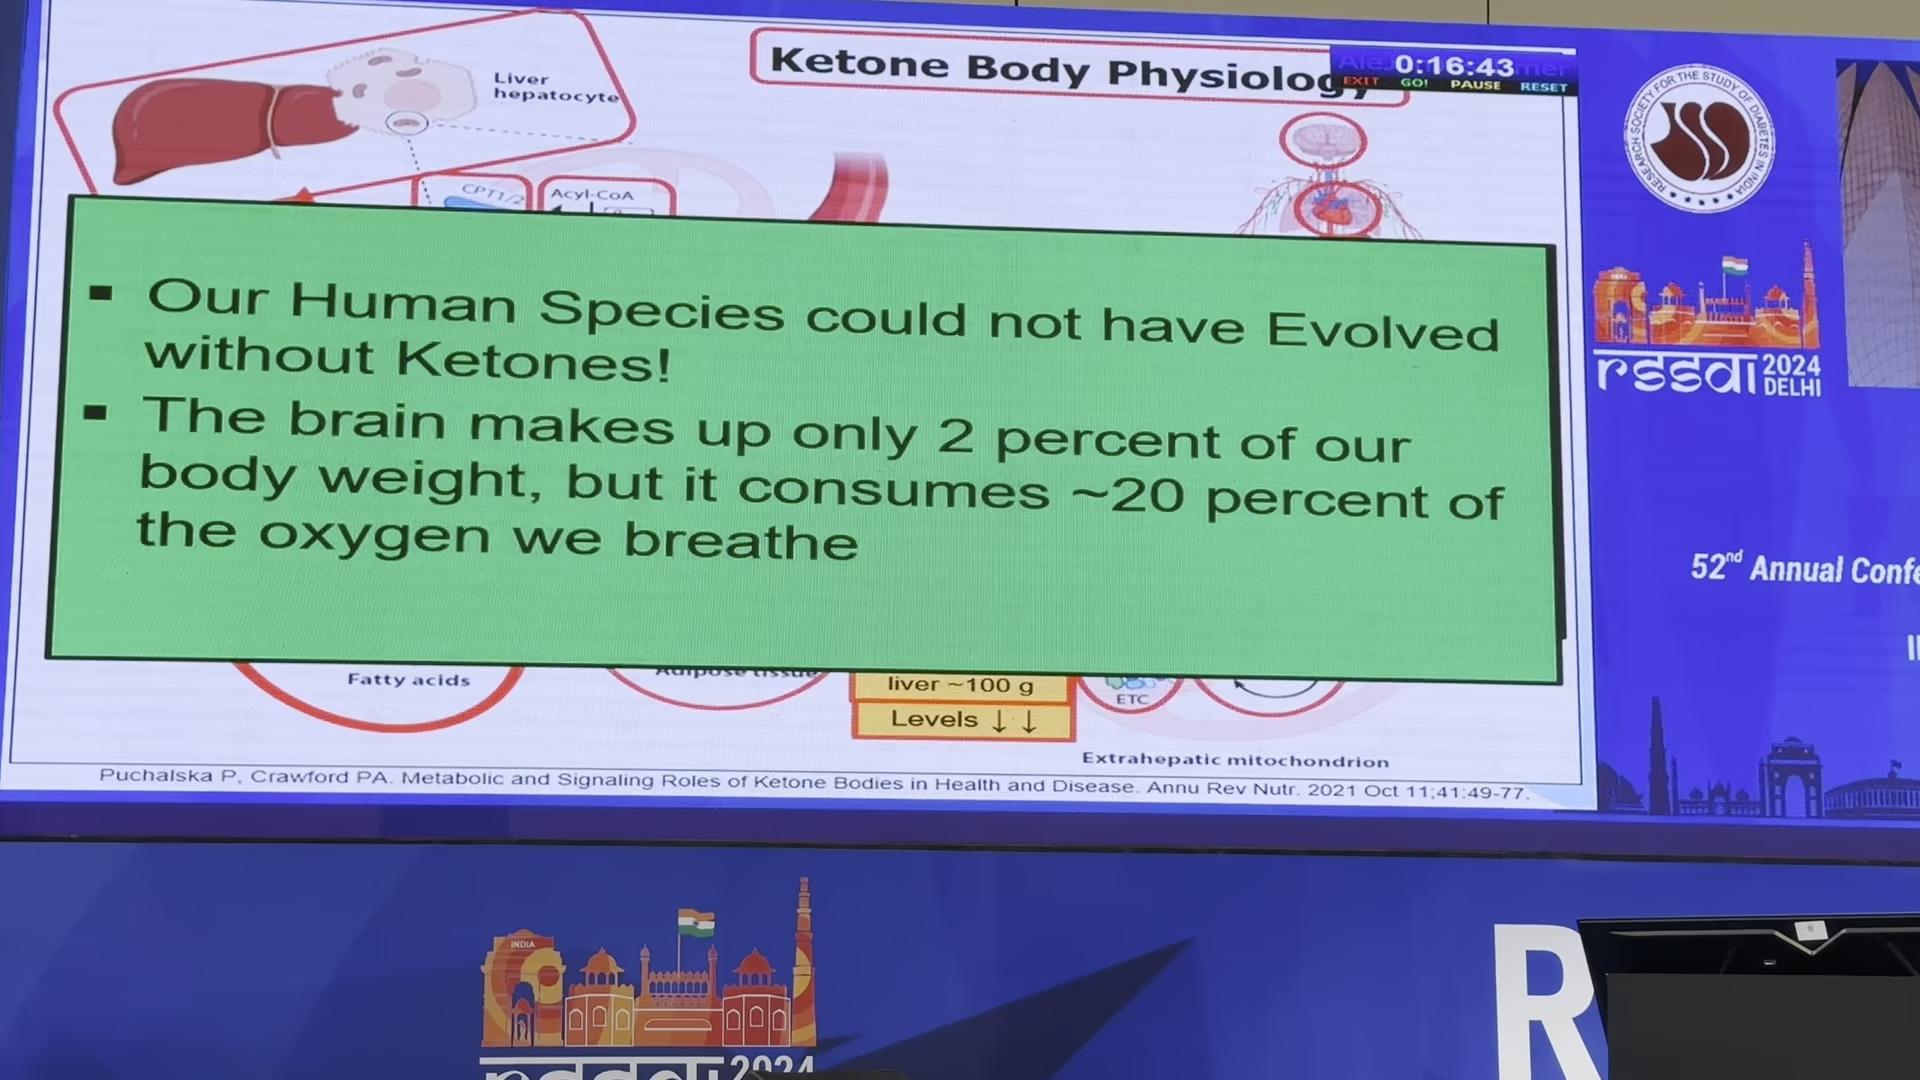 Ketone Body Physiology
0:16:43
EXIT GO! PAUSE RESET
Liver
hepatocyte
CPT1/2
Acyl-CoA
▪ Our Human Species could not have Evolved
without Ketones!
▪ The brain makes up only 2 percent of our
body weight, but it consumes ~20 percent of
the oxygen we breathe
Fatty acids
Adipose tissue
liver ~100 g
Levels ↓ ↓
ETC
Extrahepatic mitochondrion
Puchalska P, Crawford PA. Metabolic and Signaling Roles of Ketone Bodies in Health and Disease. Annu Rev Nutr. 2021 Oct 11;41:49-77.
RESEARCH SOCIETY FOR THE STUDY OF DIABETES IN INDIA
rssdi 2024
DELHI
52nd Annual
INDIA
rssdi 2024
R